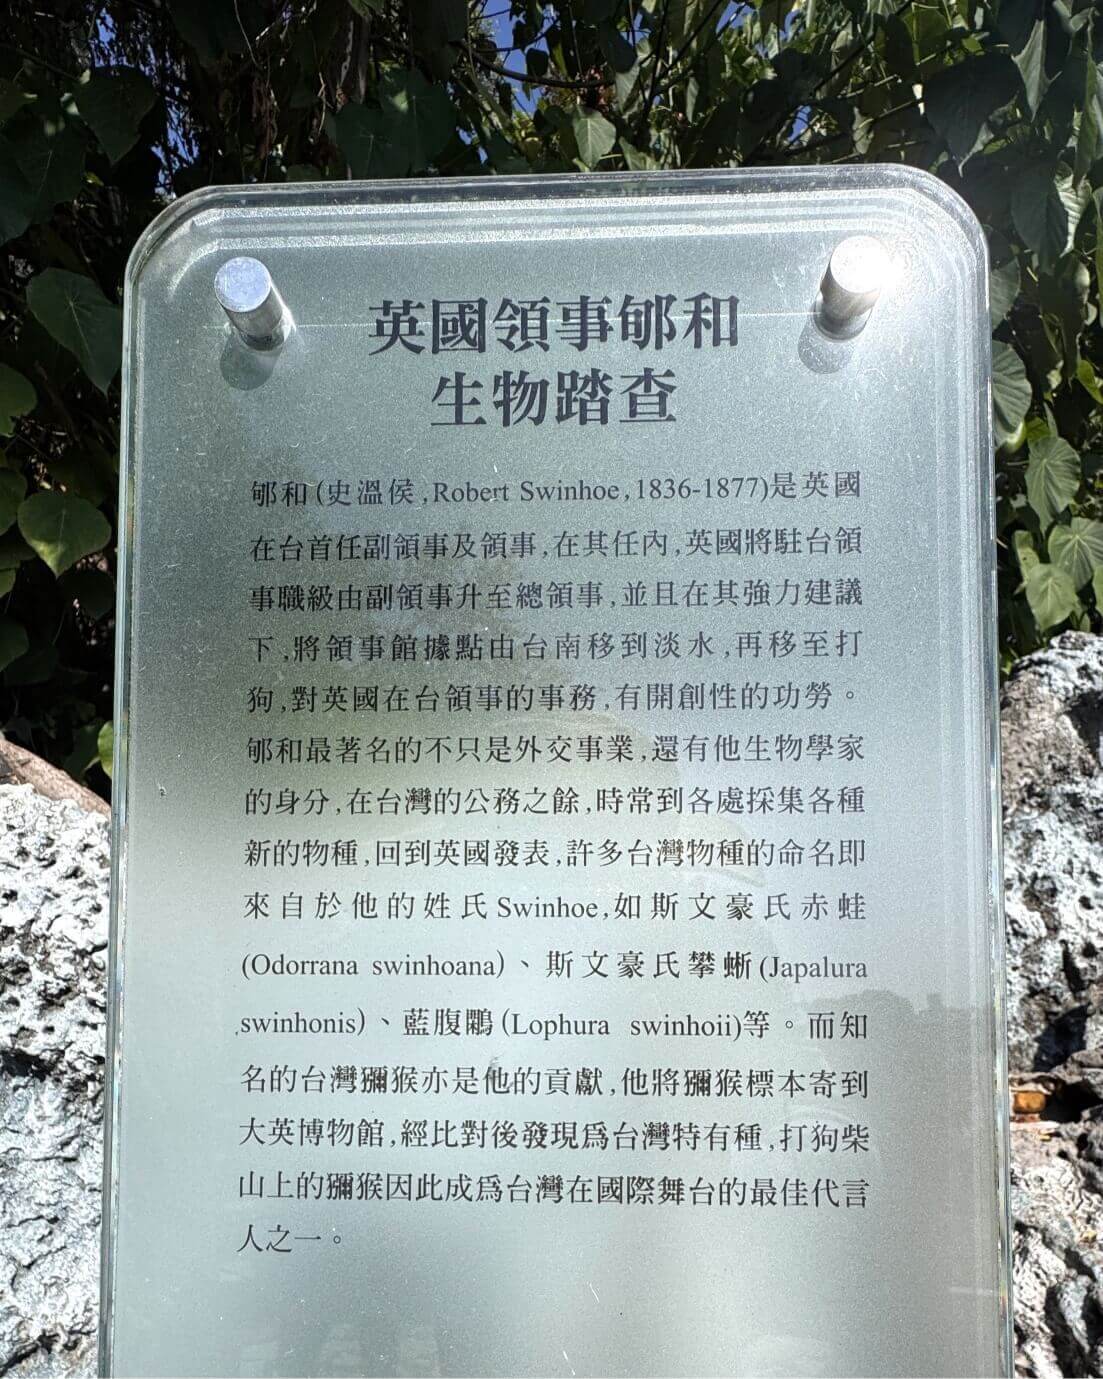 英國領事郇和
生物踏查
郇和(史溫侯,Robert Swinhoe,1836-1877)是英國
在台首任副領事及領事,在其任內,英國將駐台領
事職級由副領事升至總領事,並且在其強力建議
下,將領事館據點由台南移到淡水,再移至打
狗,對英國在台領事的事務,有開創性的功勞。
郇和最著名的不只是外交事業,還有他生物學家
的身分,在台灣的公務之餘,時常到各處採集各種
新的物種,回到英國發表,許多台灣物種的命名即
來自於他的姓氏Swinhoe,如斯文豪氏赤蛙
(Odorrana swinhoana)、斯文豪氏攀蜥(Japalura
swinhonis)、藍腹鷴(Lophura swinhoii)等。而知
名的台灣獼猴亦是他的貢獻,他將獼猴標本寄到
大英博物館,經比對後發現爲台灣特有種,打狗柴
山上的獼猴因此成爲台灣在國際舞台的最佳代言
人之一。